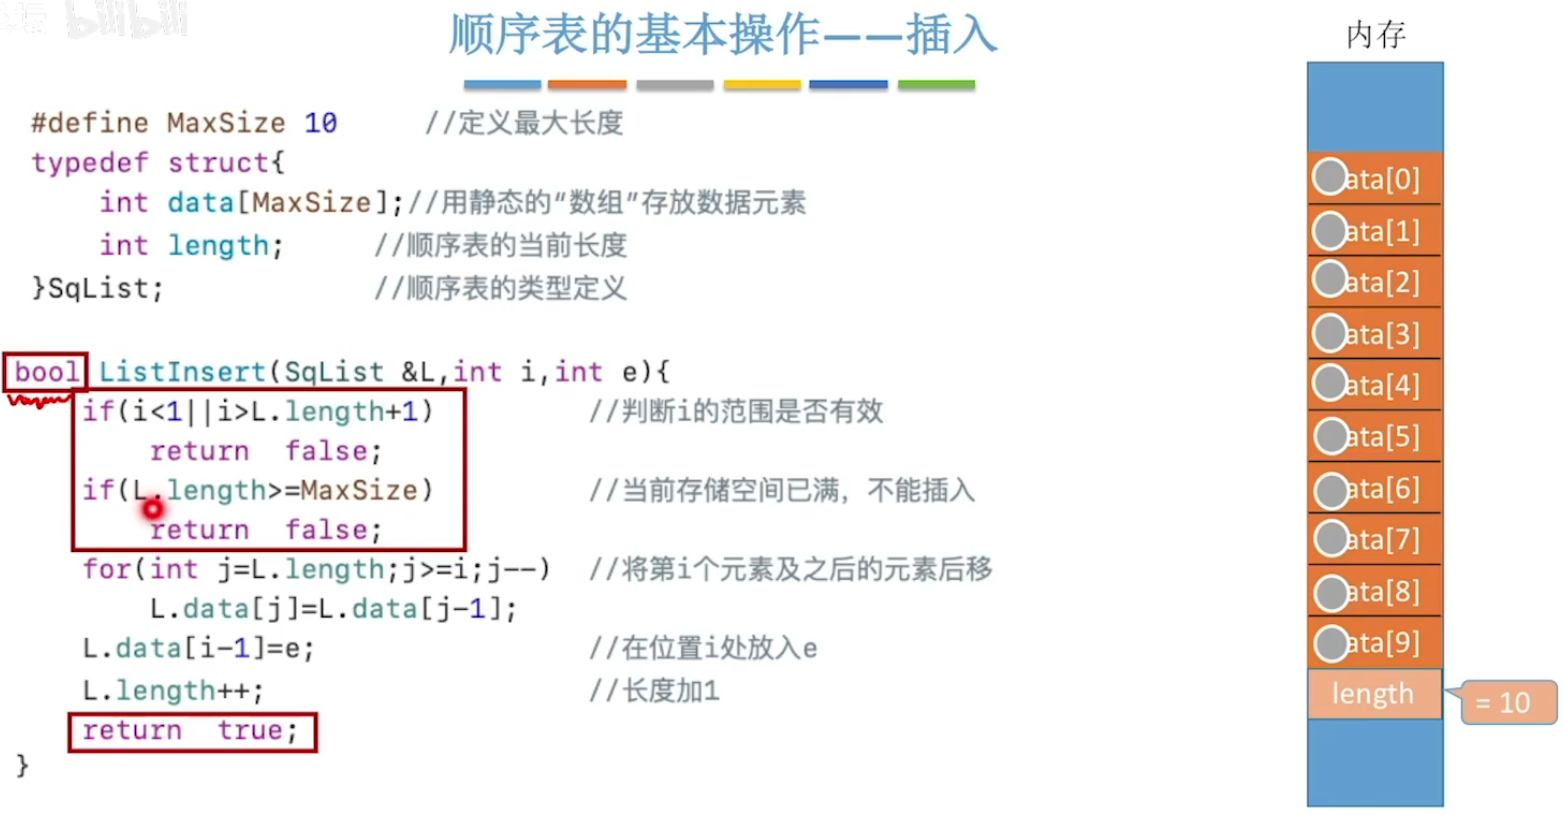 bilibili
顺序表的基本操作——插入
#define MaxSize 10 //定义最大长度
typedef struct{
int data[MaxSize];//用静态的“数组”存放数据元素
int length; //顺序表的当前长度
}SqList; //顺序表的类型定义
bool ListInsert(SqList &L,int i,int e){
if(i<1||i>L.length+1) //判断i的范围是否有效
return false;
if(L.length>=MaxSize) //当前存储空间已满，不能插入
return false;
for(int j=L.length;j>=i;j--) //将第i个元素及之后的元素后移
L.data[j]=L.data[j-1];
L.data[i-1]=e; //在位置i处放入e
L.length++; //长度加1
return true;
}
内存
ata[0]
ata[1]
ata[2]
ata[3]
ata[4]
ata[5]
ata[6]
ata[7]
ata[8]
ata[9]
length
= 10